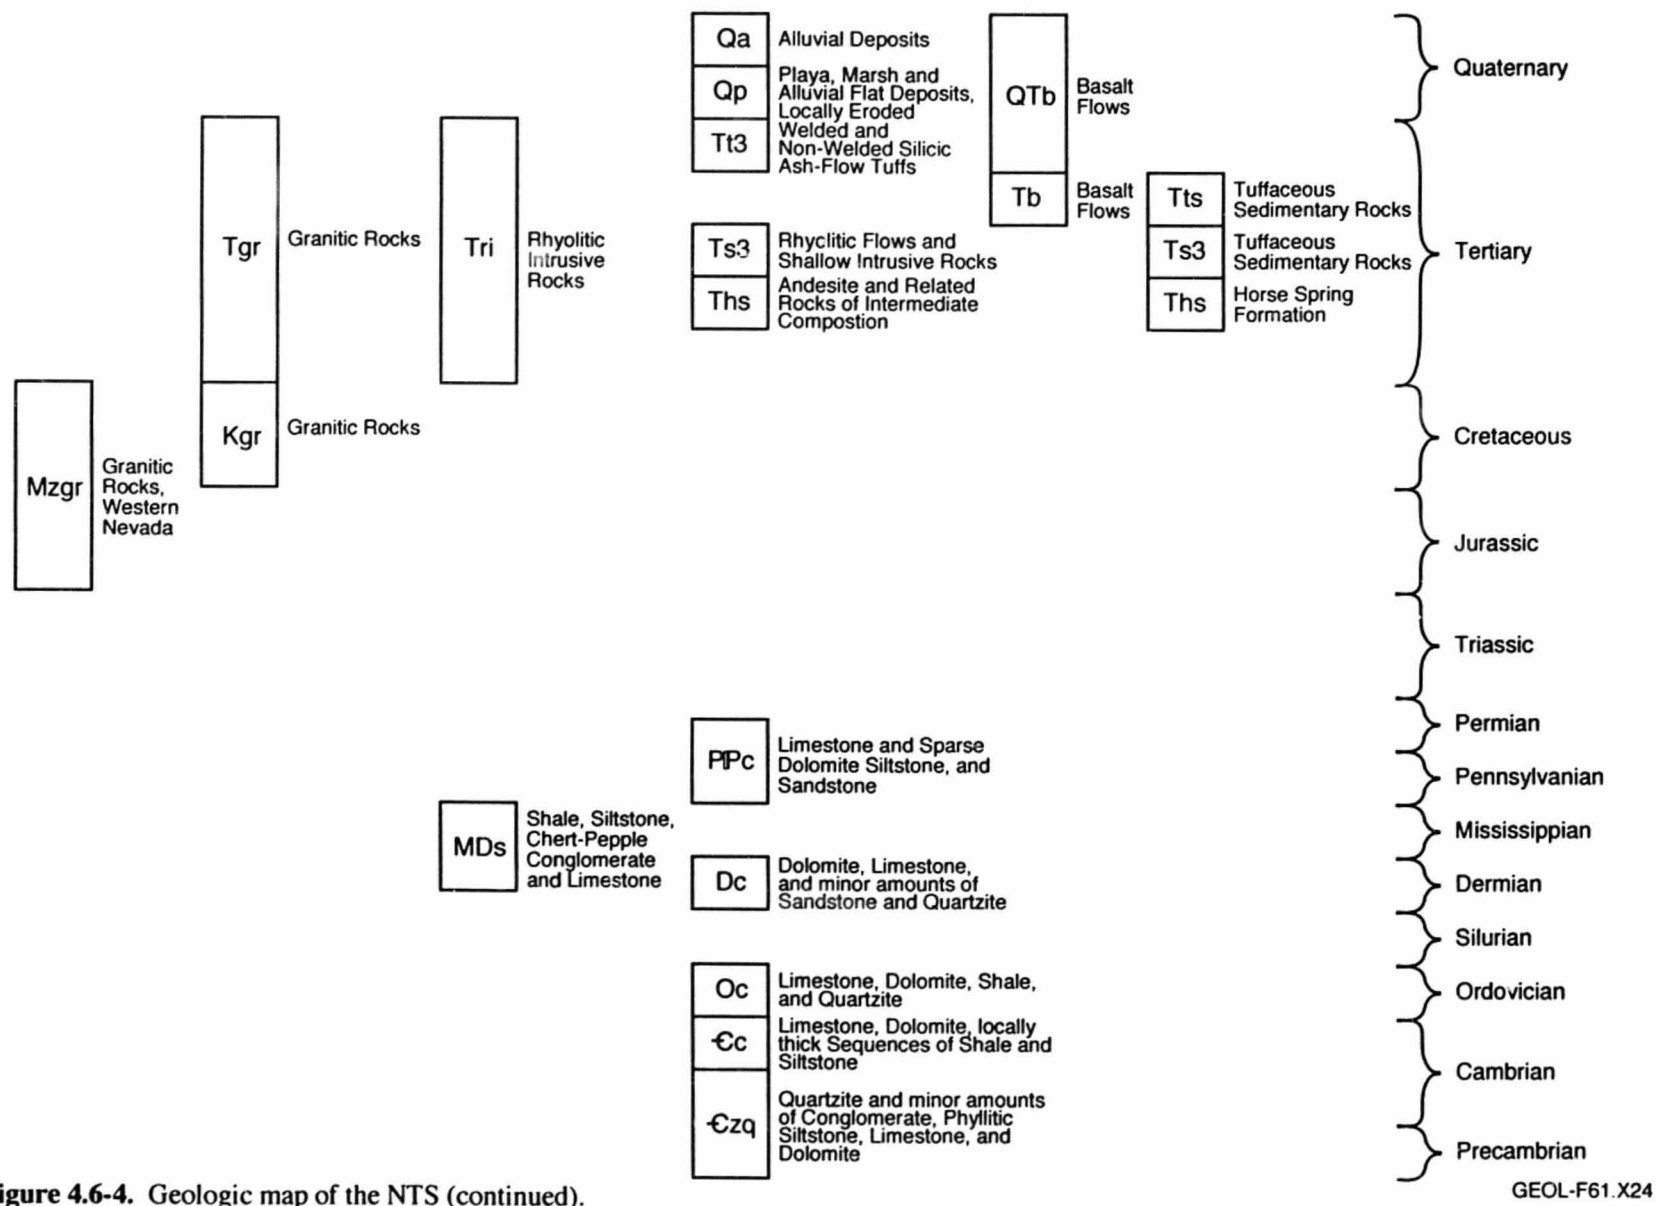 Qa
Alluvial Deposits
Qp
Playa, Marsh and
Alluvial Flat Deposits,
Locally Eroded
Tt3
Welded and
Non-Welded Silicic
Ash-Flow Tuffs
QTb
Basalt
Flows
Tb
Basalt
Flows
Tts
Tuffaceous
Sedimentary Rocks
Ts3
Tuffaceous
Sedimentary Rocks
Ths
Horse Spring
Formation
Tgr
Granitic Rocks
Tri
Rhyolitic
Intrusive
Rocks
Ts3
Rhyclitic Flows and
Shallow Intrusive Rocks
Ths
Andesite and Related
Rocks of Intermediate
Compostion
Kgr
Granitic Rocks
Mzgr
Granitic
Rocks,
Western
Nevada
PIPc
Limestone and Sparse
Dolomite Siltstone, and
Sandstone
MDs
Shale, Siltstone,
Chert-Pepple
Conglomerate
and Limestone
Dc
Dolomite, Limestone,
and minor amounts of
Sandstone and Quartzite
Oc
Limestone, Dolomite, Shale,
and Quartzite
Єc
Limestone, Dolomite, locally
thick Sequences of Shale and
Siltstone
Єzq
Quartzite and minor amounts
of Conglomerate, Phyllitic
Siltstone, Limestone, and
Dolomite
Quaternary
Tertiary
Cretaceous
Jurassic
Triassic
Permian
Pennsylvanian
Mississippian
Dermian
Silurian
Ordovician
Cambrian
Precambrian
igure 4.6-4. Geologic map of the NTS (continued).
GEOL-F61.X24